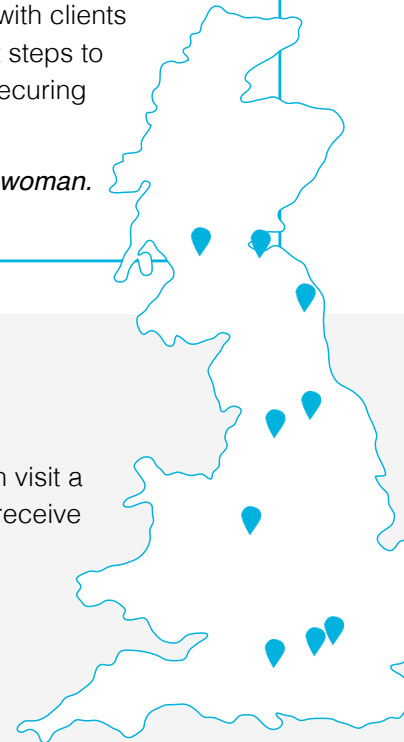 with clients
steps to
ecuring
woman.
n visit a
receive